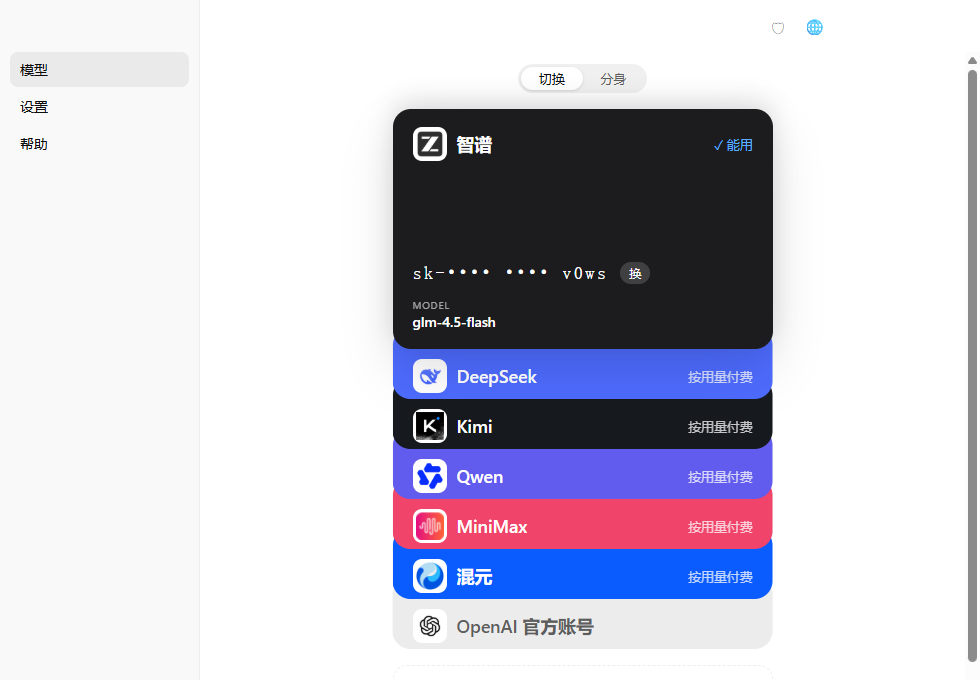 模型
设置
帮助
切换 分身
智谱 ✓能用
sk-•••• •••• v0ws 换
MODEL
glm-4.5-flash
DeepSeek 按用量付费
Kimi 按用量付费
Qwen 按用量付费
MiniMax 按用量付费
混元 按用量付费
OpenAI 官方账号